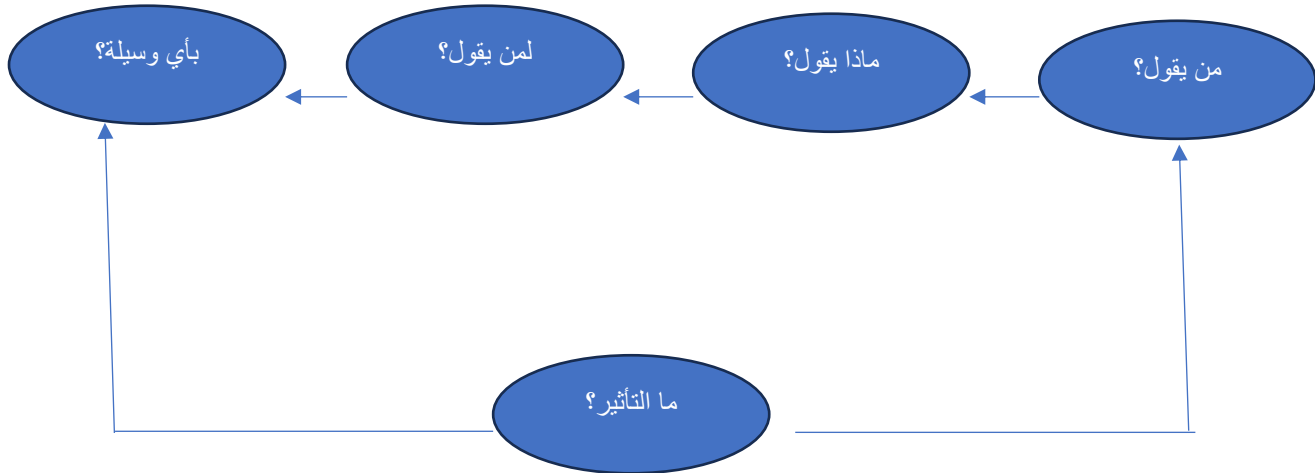 من يقول؟
ماذا يقول؟
لمن يقول؟
بأي وسيلة؟
ما التأثير؟